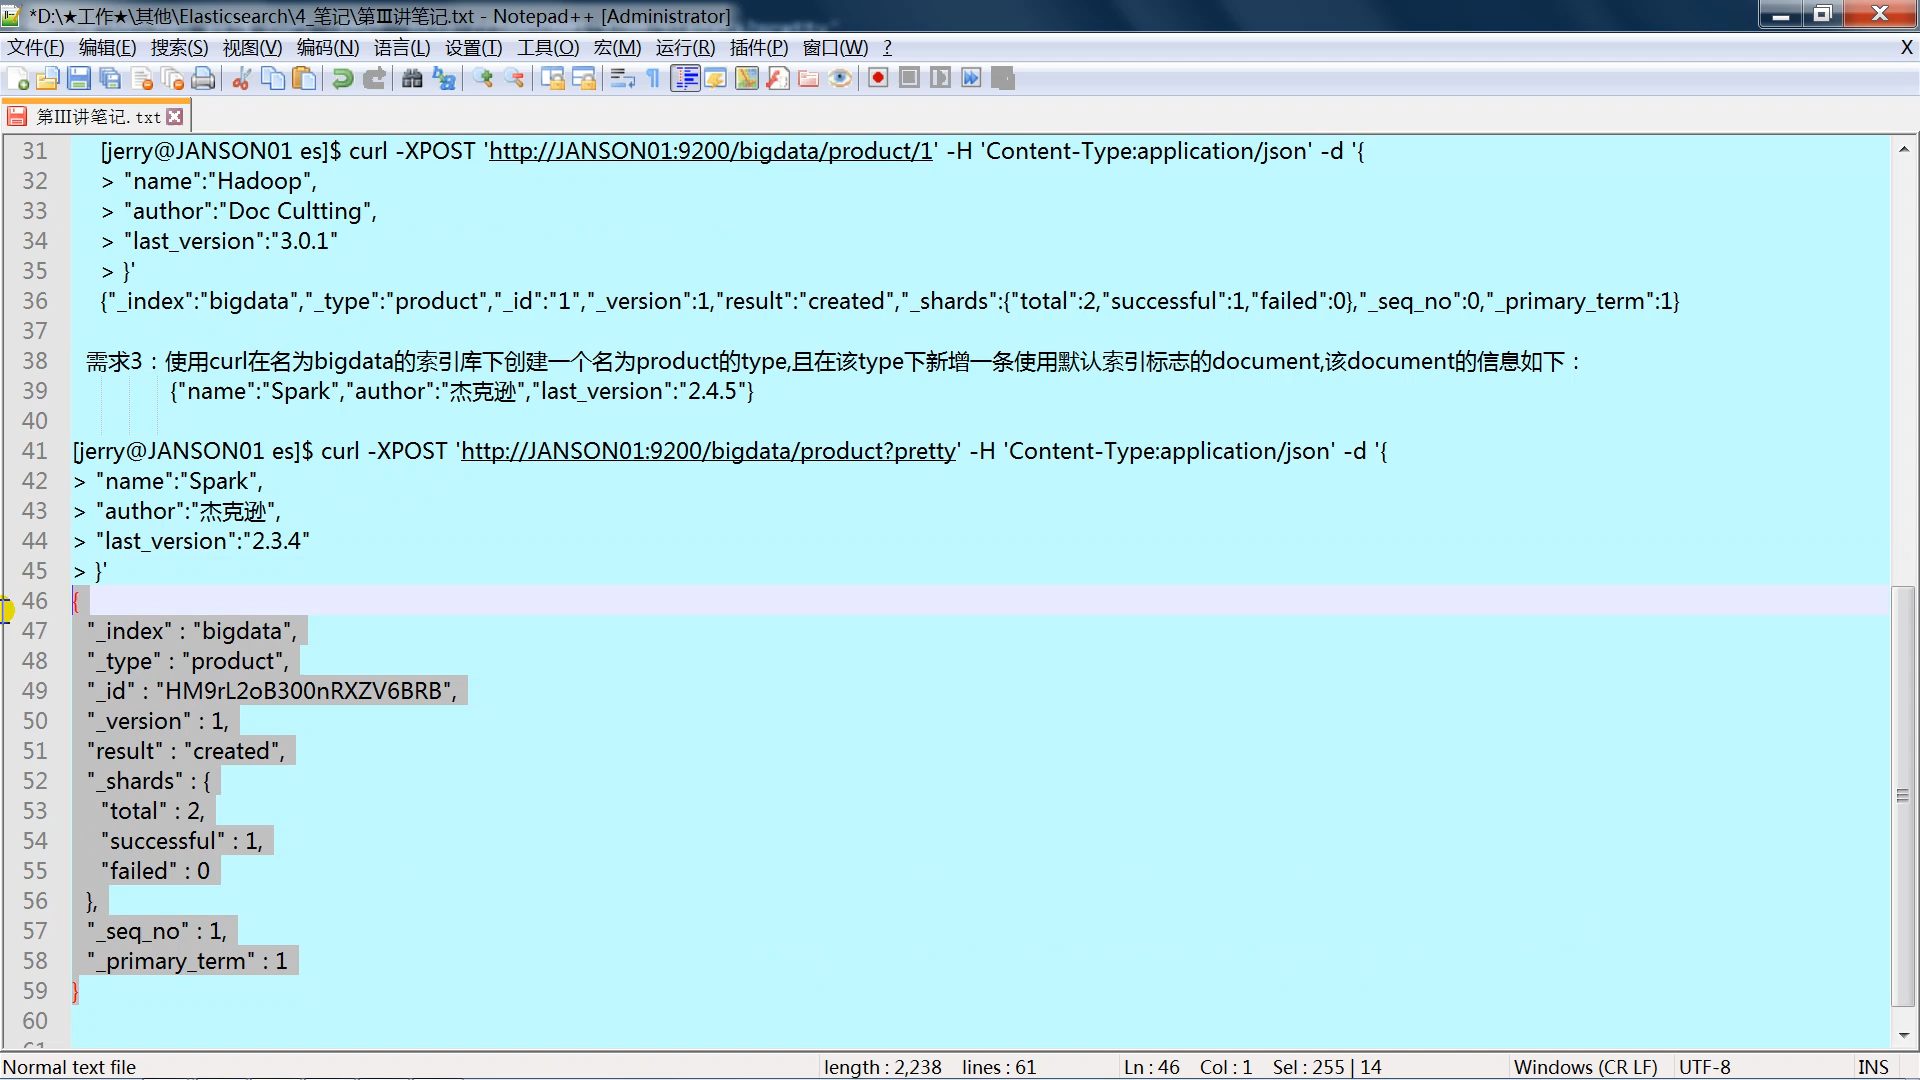 *D:\★工作★\其他\Elasticsearch\4_笔记\第Ⅲ讲笔记.txt - Notepad++ [Administrator]
文件(F) 编辑(E) 搜索(S) 视图(V) 编码(N) 语言(L) 设置(T) 工具(O) 宏(M) 运行(R) 插件(P) 窗口(W) ? X
第Ⅲ讲笔记.txt
31 [jerry@JANSON01 es]$ curl -XPOST 'http://JANSON01:9200/bigdata/product/1' -H 'Content-Type:application/json' -d '{
32 > "name":"Hadoop",
33 > "author":"Doc Cultting",
34 > "last_version":"3.0.1"
35 > }'
36 {"_index":"bigdata","_type":"product","_id":"1","_version":1,"result":"created","_shards":{"total":2,"successful":1,"failed":0},"_seq_no":0,"_primary_term":1}
37
38 需求3：使用curl在名为bigdata的索引库下创建一个名为product的type,且在该type下新增一条使用默认索引标志的document,该document的信息如下：
39 {"name":"Spark","author":"杰克逊","last_version":"2.4.5"}
40
41 [jerry@JANSON01 es]$ curl -XPOST 'http://JANSON01:9200/bigdata/product?pretty' -H 'Content-Type:application/json' -d '{
42 > "name":"Spark",
43 > "author":"杰克逊",
44 > "last_version":"2.3.4"
45 > }'
46 {
47 "_index" : "bigdata",
48 "_type" : "product",
49 "_id" : "HM9rL2oB300nRXZV6BRB",
50 "_version" : 1,
51 "result" : "created",
52 "_shards" : {
53 "total" : 2,
54 "successful" : 1,
55 "failed" : 0
56 },
57 "_seq_no" : 1,
58 "_primary_term" : 1
59 }
60
61
Normal text file length : 2,238 lines : 61 Ln : 46 Col : 1 Sel : 255 | 14 Windows (CR LF) UTF-8 INS